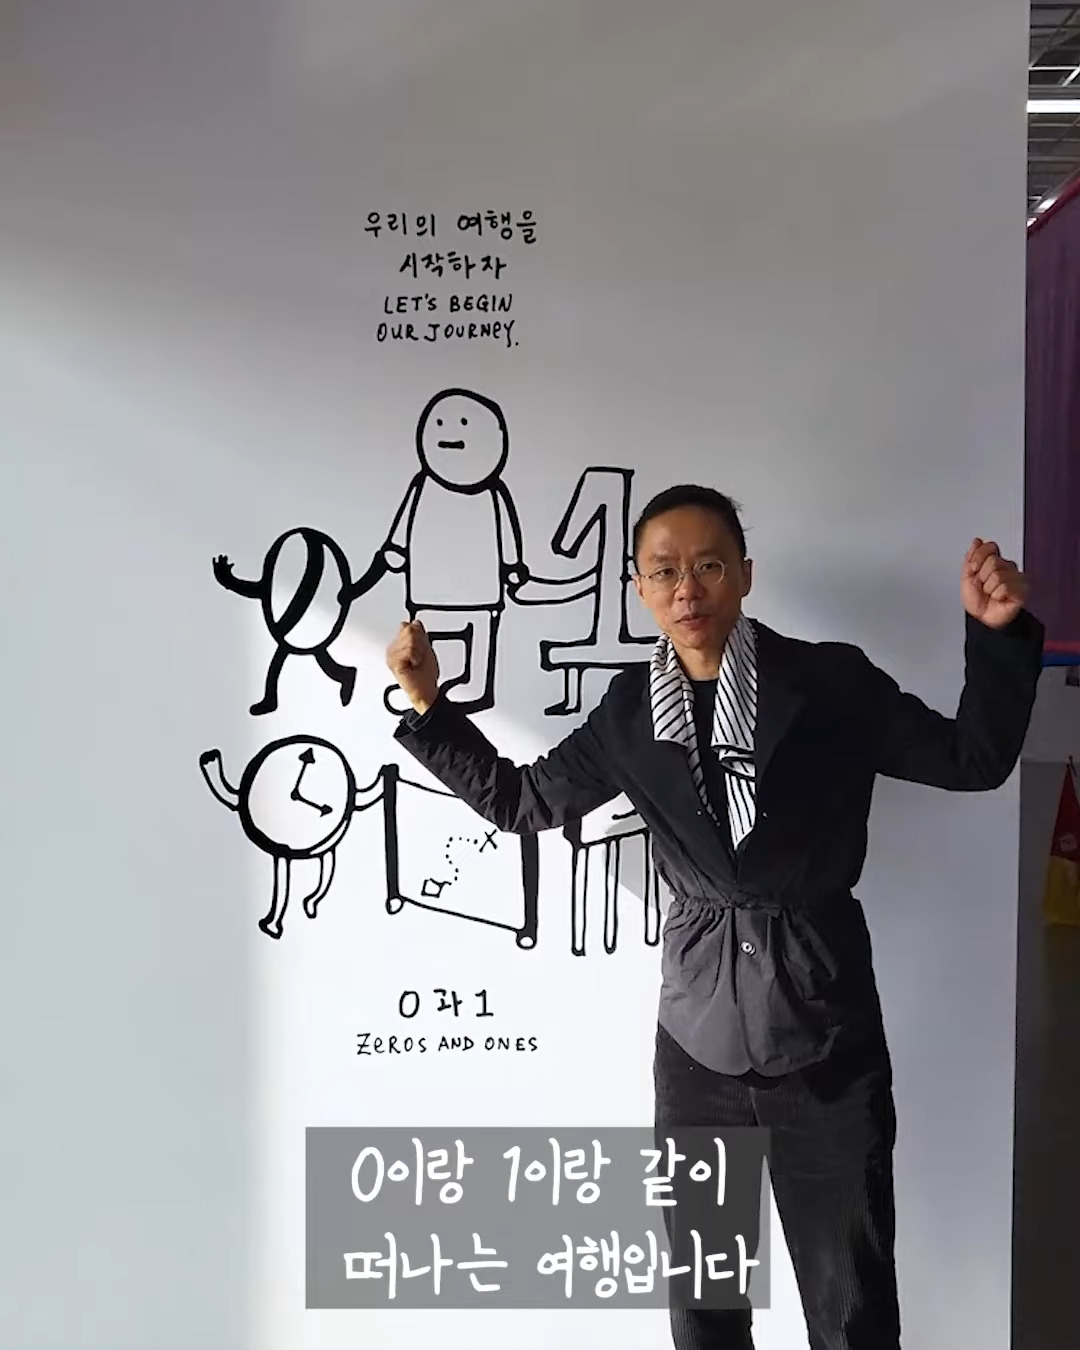 우리의 여행을
시작하자
LET'S BEGIN
OUR JOURNEY.
0과 1
ZeROS AND ONES
0이랑 1이랑 같이
떠나는 여행입니다